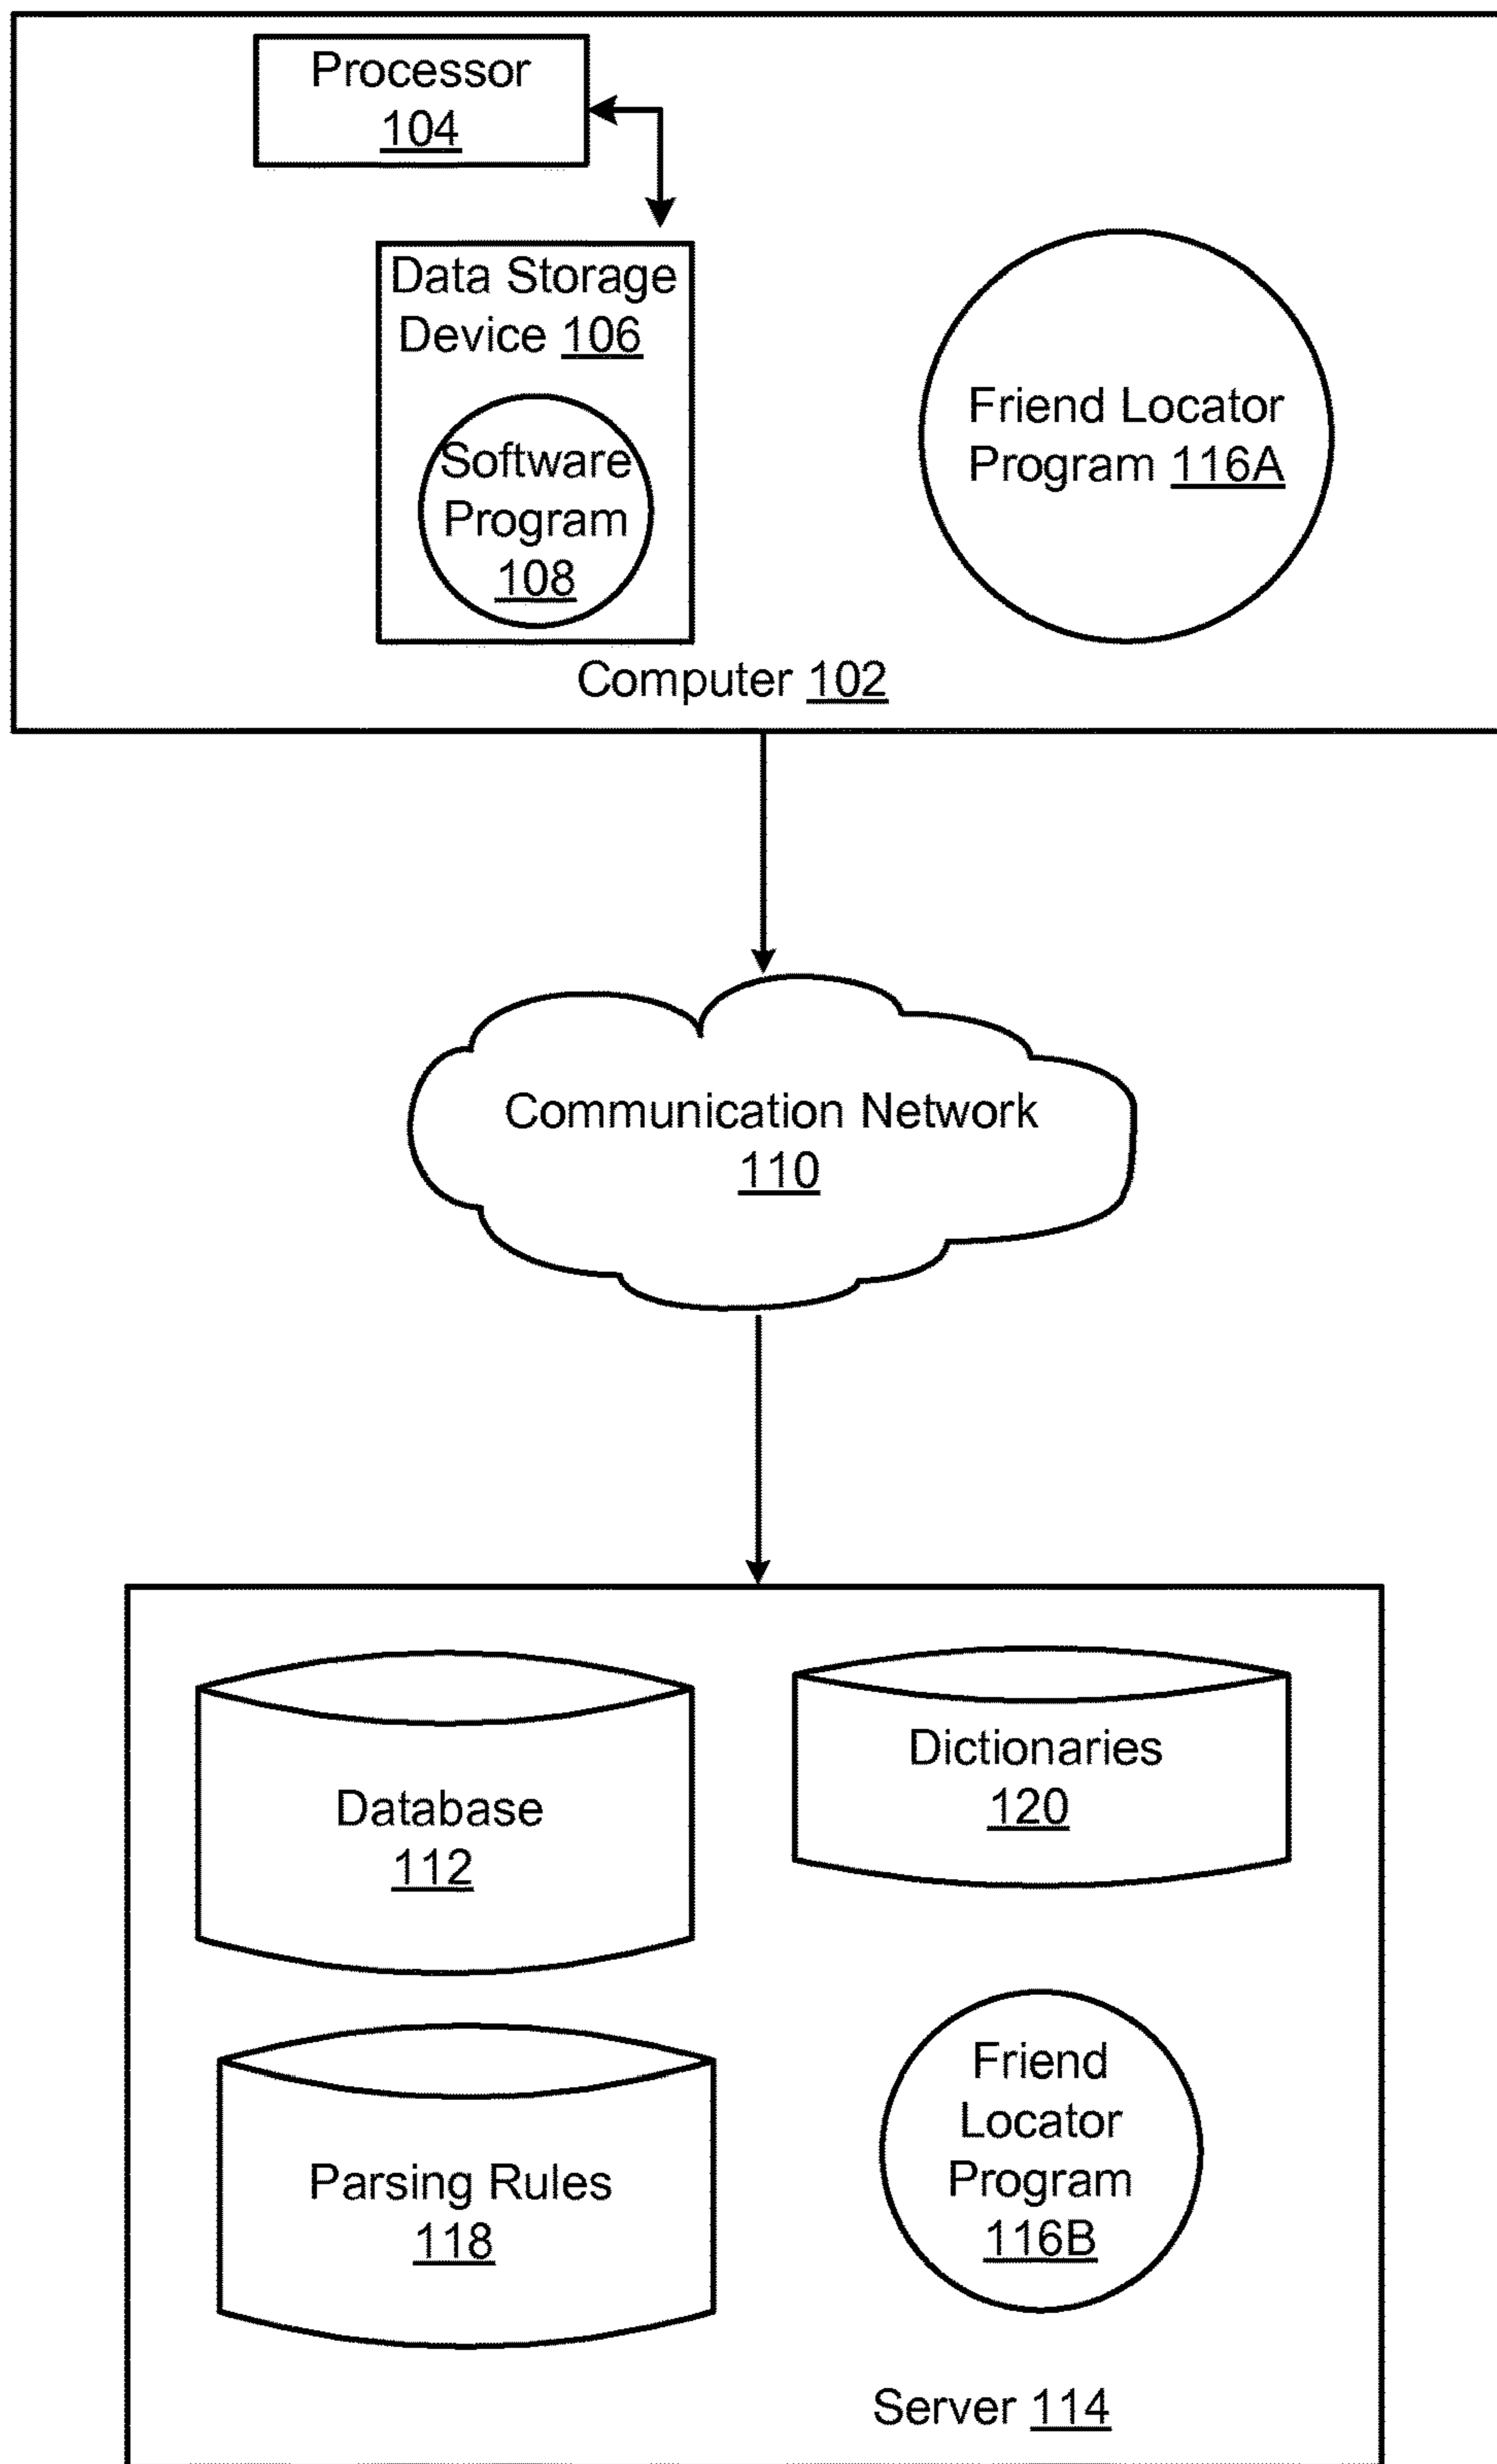 Processor
104
Data Storage
Device 106
Software
Program
108
Friend Locator
Program 116A
Computer 102
Communication Network
110
Database
112
Dictionaries
120
Parsing Rules
118
Friend
Locator
Program
116B
Server 114